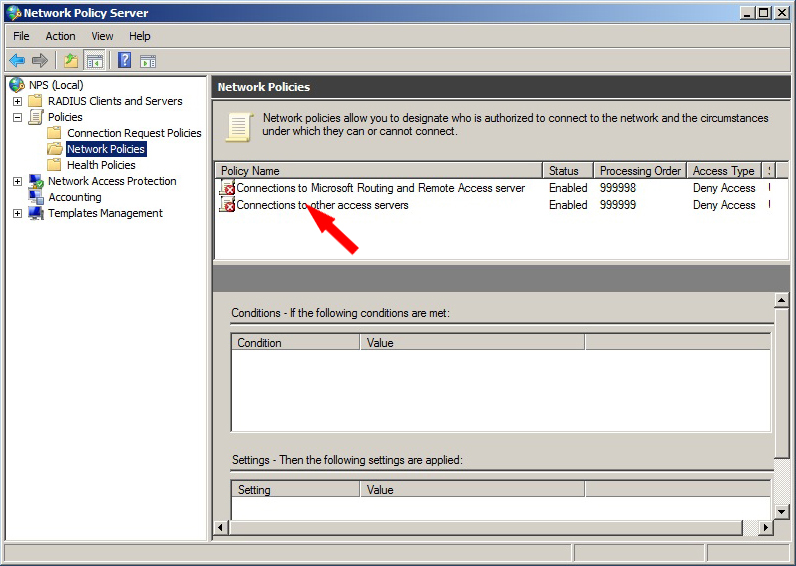 Network Policy Server
File Action View Help
NPS (Local)
RADIUS Clients and Servers
Policies
Connection Request Policies
Network Policies
Health Policies
Network Access Protection
Accounting
Templates Management
Network Policies
Network policies allow you to designate who is authorized to connect to the network and the circumstances
under which they can or cannot connect.
Policy Name Status Processing Order Access Type
Connections to Microsoft Routing and Remote Access server Enabled 999998 Deny Access
Connections to other access servers Enabled 999999 Deny Access
Conditions - If the following conditions are met:
Condition Value
Settings - Then the following settings are applied:
Setting Value